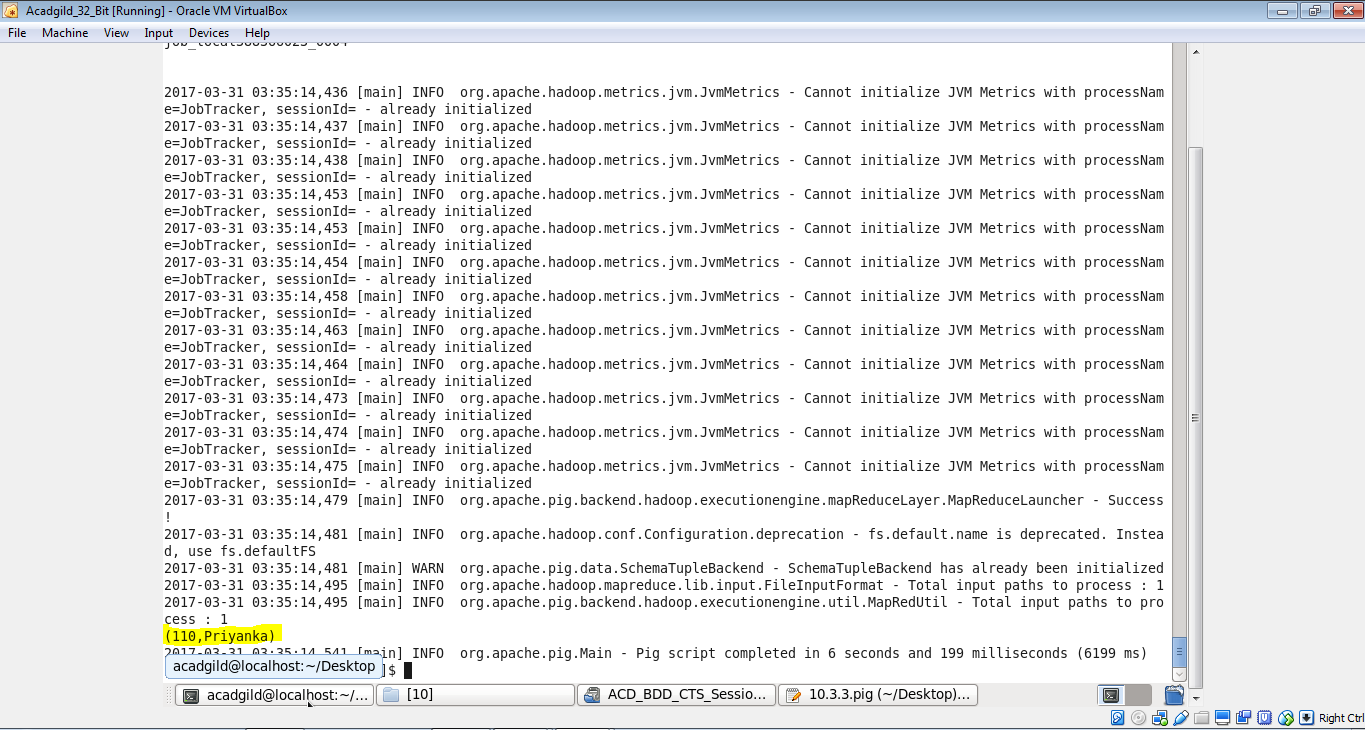 Acadgild_32_Bit [Running] - Oracle VM VirtualBox
File Machine View Input Devices Help
2017-03-31 03:35:14,436 [main] INFO  org.apache.hadoop.metrics.jvm.JvmMetrics - Cannot initialize JVM Metrics with processNam
e=JobTracker, sessionId= - already initialized
2017-03-31 03:35:14,437 [main] INFO  org.apache.hadoop.metrics.jvm.JvmMetrics - Cannot initialize JVM Metrics with processNam
e=JobTracker, sessionId= - already initialized
2017-03-31 03:35:14,438 [main] INFO  org.apache.hadoop.metrics.jvm.JvmMetrics - Cannot initialize JVM Metrics with processNam
e=JobTracker, sessionId= - already initialized
2017-03-31 03:35:14,453 [main] INFO  org.apache.hadoop.metrics.jvm.JvmMetrics - Cannot initialize JVM Metrics with processNam
e=JobTracker, sessionId= - already initialized
2017-03-31 03:35:14,453 [main] INFO  org.apache.hadoop.metrics.jvm.JvmMetrics - Cannot initialize JVM Metrics with processNam
e=JobTracker, sessionId= - already initialized
2017-03-31 03:35:14,454 [main] INFO  org.apache.hadoop.metrics.jvm.JvmMetrics - Cannot initialize JVM Metrics with processNam
e=JobTracker, sessionId= - already initialized
2017-03-31 03:35:14,458 [main] INFO  org.apache.hadoop.metrics.jvm.JvmMetrics - Cannot initialize JVM Metrics with processNam
e=JobTracker, sessionId= - already initialized
2017-03-31 03:35:14,463 [main] INFO  org.apache.hadoop.metrics.jvm.JvmMetrics - Cannot initialize JVM Metrics with processNam
e=JobTracker, sessionId= - already initialized
2017-03-31 03:35:14,464 [main] INFO  org.apache.hadoop.metrics.jvm.JvmMetrics - Cannot initialize JVM Metrics with processNam
e=JobTracker, sessionId= - already initialized
2017-03-31 03:35:14,473 [main] INFO  org.apache.hadoop.metrics.jvm.JvmMetrics - Cannot initialize JVM Metrics with processNam
e=JobTracker, sessionId= - already initialized
2017-03-31 03:35:14,474 [main] INFO  org.apache.hadoop.metrics.jvm.JvmMetrics - Cannot initialize JVM Metrics with processNam
e=JobTracker, sessionId= - already initialized
2017-03-31 03:35:14,475 [main] INFO  org.apache.hadoop.metrics.jvm.JvmMetrics - Cannot initialize JVM Metrics with processNam
e=JobTracker, sessionId= - already initialized
2017-03-31 03:35:14,479 [main] INFO  org.apache.pig.backend.hadoop.executionengine.mapReduceLayer.MapReduceLauncher - Success
!
2017-03-31 03:35:14,481 [main] INFO  org.apache.hadoop.conf.Configuration.deprecation - fs.default.name is deprecated. Instea
d, use fs.defaultFS
2017-03-31 03:35:14,481 [main] WARN  org.apache.pig.data.SchemaTupleBackend - SchemaTupleBackend has already been initialized
2017-03-31 03:35:14,495 [main] INFO  org.apache.hadoop.mapreduce.lib.input.FileInputFormat - Total input paths to process : 1
2017-03-31 03:35:14,495 [main] INFO  org.apache.pig.backend.hadoop.executionengine.util.MapRedUtil - Total input paths to pro
cess : 1
(110,Priyanka)
2017-03-31 03:35:14,541 [main] INFO  org.apache.pig.Main - Pig script completed in 6 seconds and 199 milliseconds (6199 ms)
acadgild@localhost:~/Desktop ]$
acadgild@localhost:~/... [10] ACD_BDD_CTS_Sessio... 10.3.3.pig (~/Desktop)...
Right Ctrl